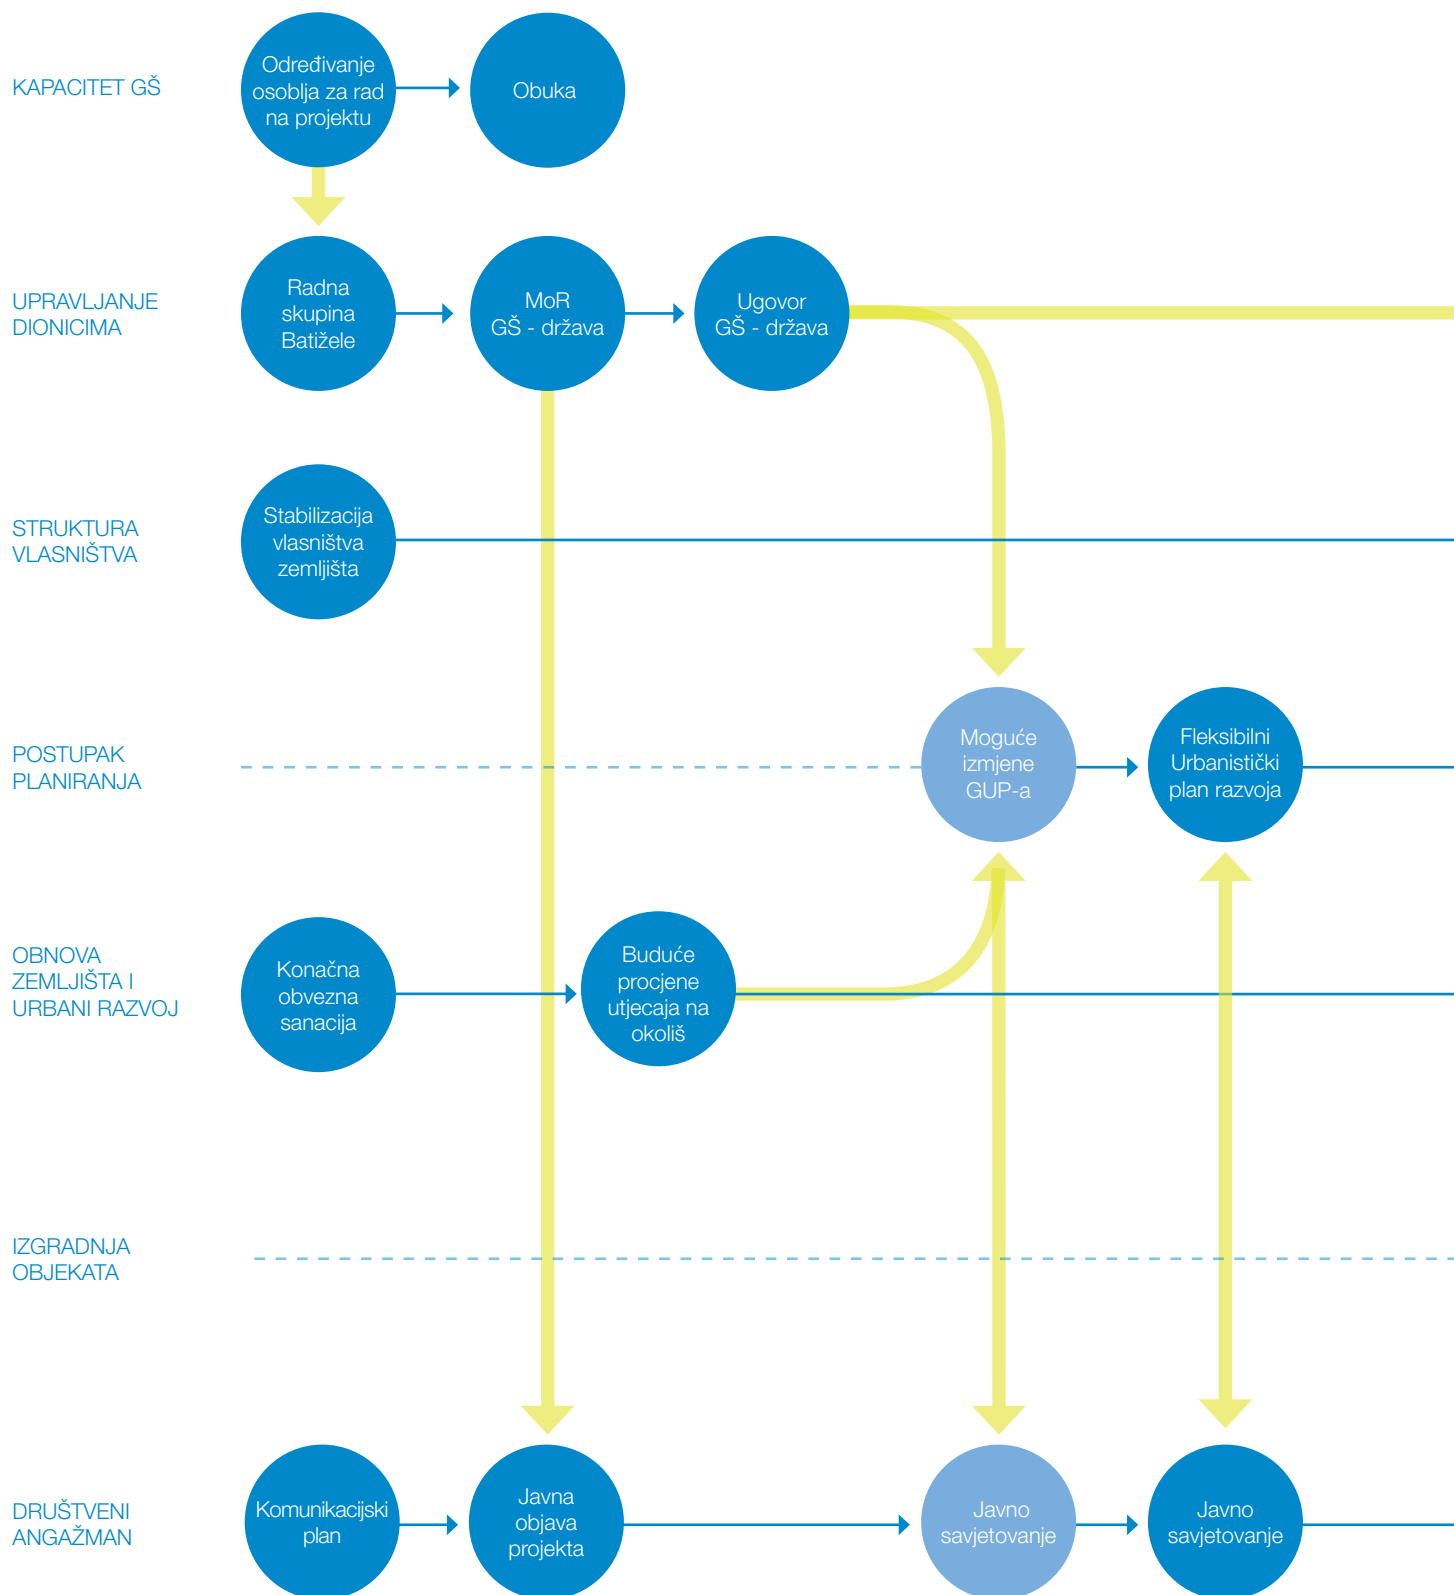 KAPACITET GŠ
Određivanje
osoblja za rad
na projektu
Obuka
UPRAVLJANJE
DIONICIMA
Radna
skupina
Batižele
MoR
GŠ - država
Ugovor
GŠ - država
STRUKTURA
VLASNIŠTVA
Stabilizacija
vlasništva
zemljišta
POSTUPAK
PLANIRANJA
Moguće
izmjene
GUP-a
Fleksibilni
Urbanistički
plan razvoja
OBNOVA
ZEMLJIŠTA I
URBANI RAZVOJ
Konačna
obvezna
sanacija
Buduće
procjene
utjecaja na
okoliš
IZGRADNJA
OBJEKATA
DRUŠTVENI
ANGAŽMAN
Komunikacijski
plan
Javna
objava
projekta
Javno
savjetovanje
Javno
savjetovanje